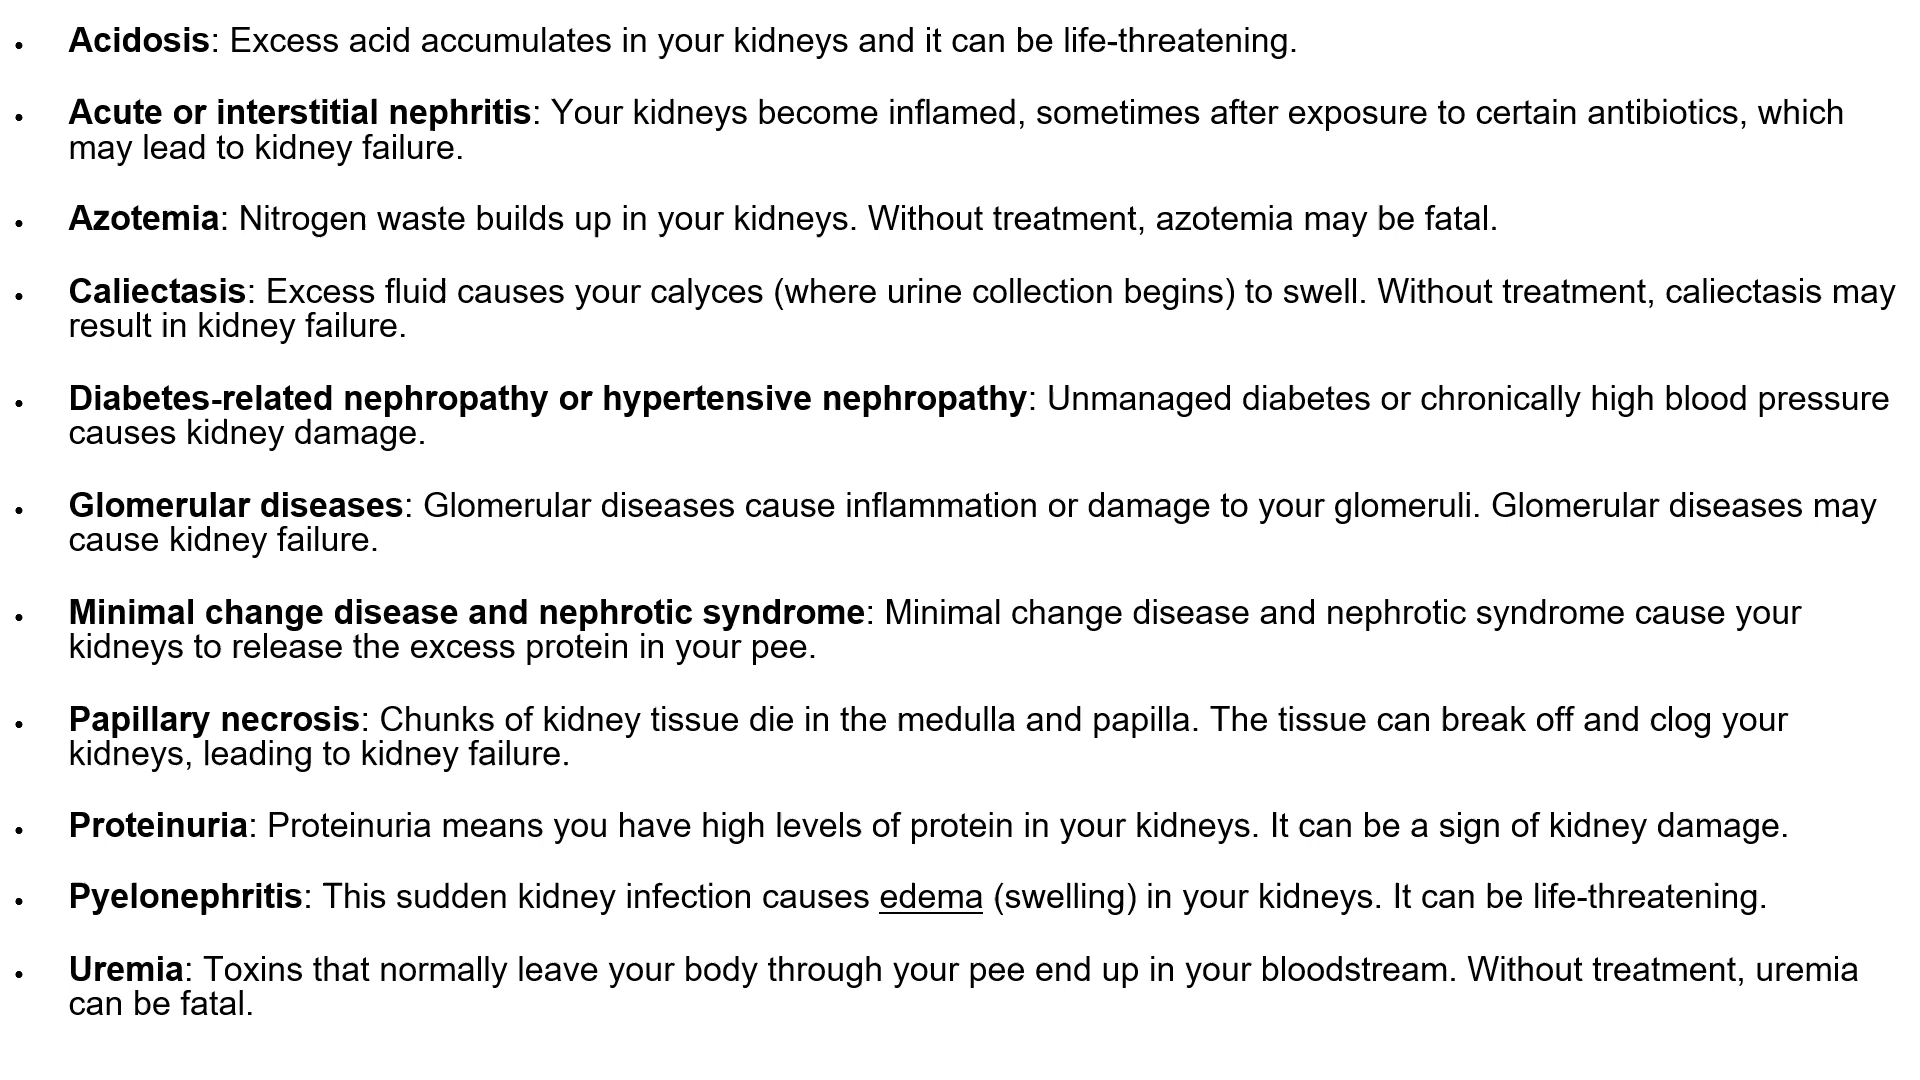 • Acidosis: Excess acid accumulates in your kidneys and it can be life-threatening.
• Acute or interstitial nephritis: Your kidneys become inflamed, sometimes after exposure to certain antibiotics, which
may lead to kidney failure.
• Azotemia: Nitrogen waste builds up in your kidneys. Without treatment, azotemia may be fatal.
• Caliectasis: Excess fluid causes your calyces (where urine collection begins) to swell. Without treatment, caliectasis may
result in kidney failure.
• Diabetes-related nephropathy or hypertensive nephropathy: Unmanaged diabetes or chronically high blood pressure
causes kidney damage.
• Glomerular diseases: Glomerular diseases cause inflammation or damage to your glomeruli. Glomerular diseases may
cause kidney failure.
• Minimal change disease and nephrotic syndrome: Minimal change disease and nephrotic syndrome cause your
kidneys to release the excess protein in your pee.
• Papillary necrosis: Chunks of kidney tissue die in the medulla and papilla. The tissue can break off and clog your
kidneys, leading to kidney failure.
• Proteinuria: Proteinuria means you have high levels of protein in your kidneys. It can be a sign of kidney damage.
• Pyelonephritis: This sudden kidney infection causes edema (swelling) in your kidneys. It can be life-threatening.
• Uremia: Toxins that normally leave your body through your pee end up in your bloodstream. Without treatment, uremia
can be fatal.